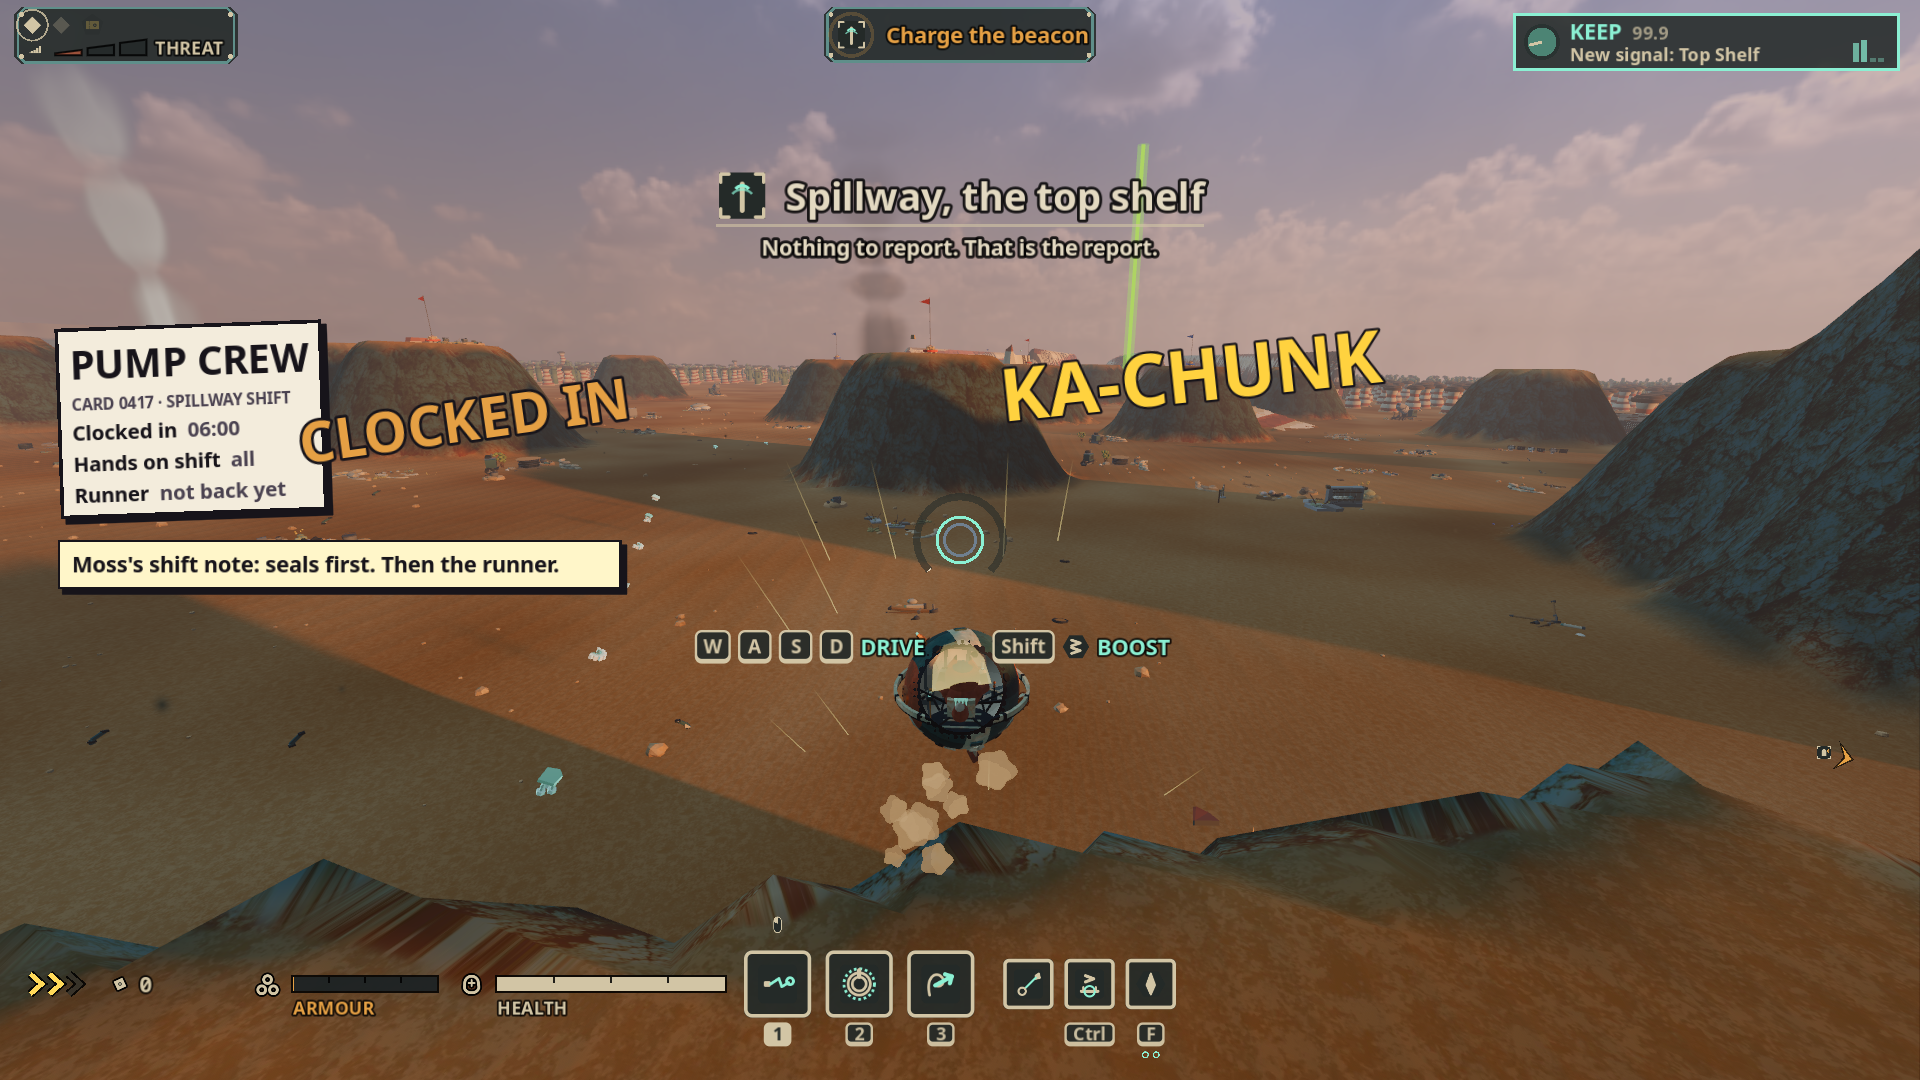 THREAT
Charge the beacon
KEEP 99.9
New signal: Top Shelf
Spillway, the top shelf
Nothing to report. That is the report.
PUMP CREW
CARD 0417 · SPILLWAY SHIFT
Clocked in 06:00
Hands on shift all
Runner not back yet
CLOCKED IN
KA-CHUNK
Moss's shift note: seals first. Then the runner.
W A S D DRIVE Shift BOOST
0
ARMOUR
HEALTH
1
2
3
Ctrl
F